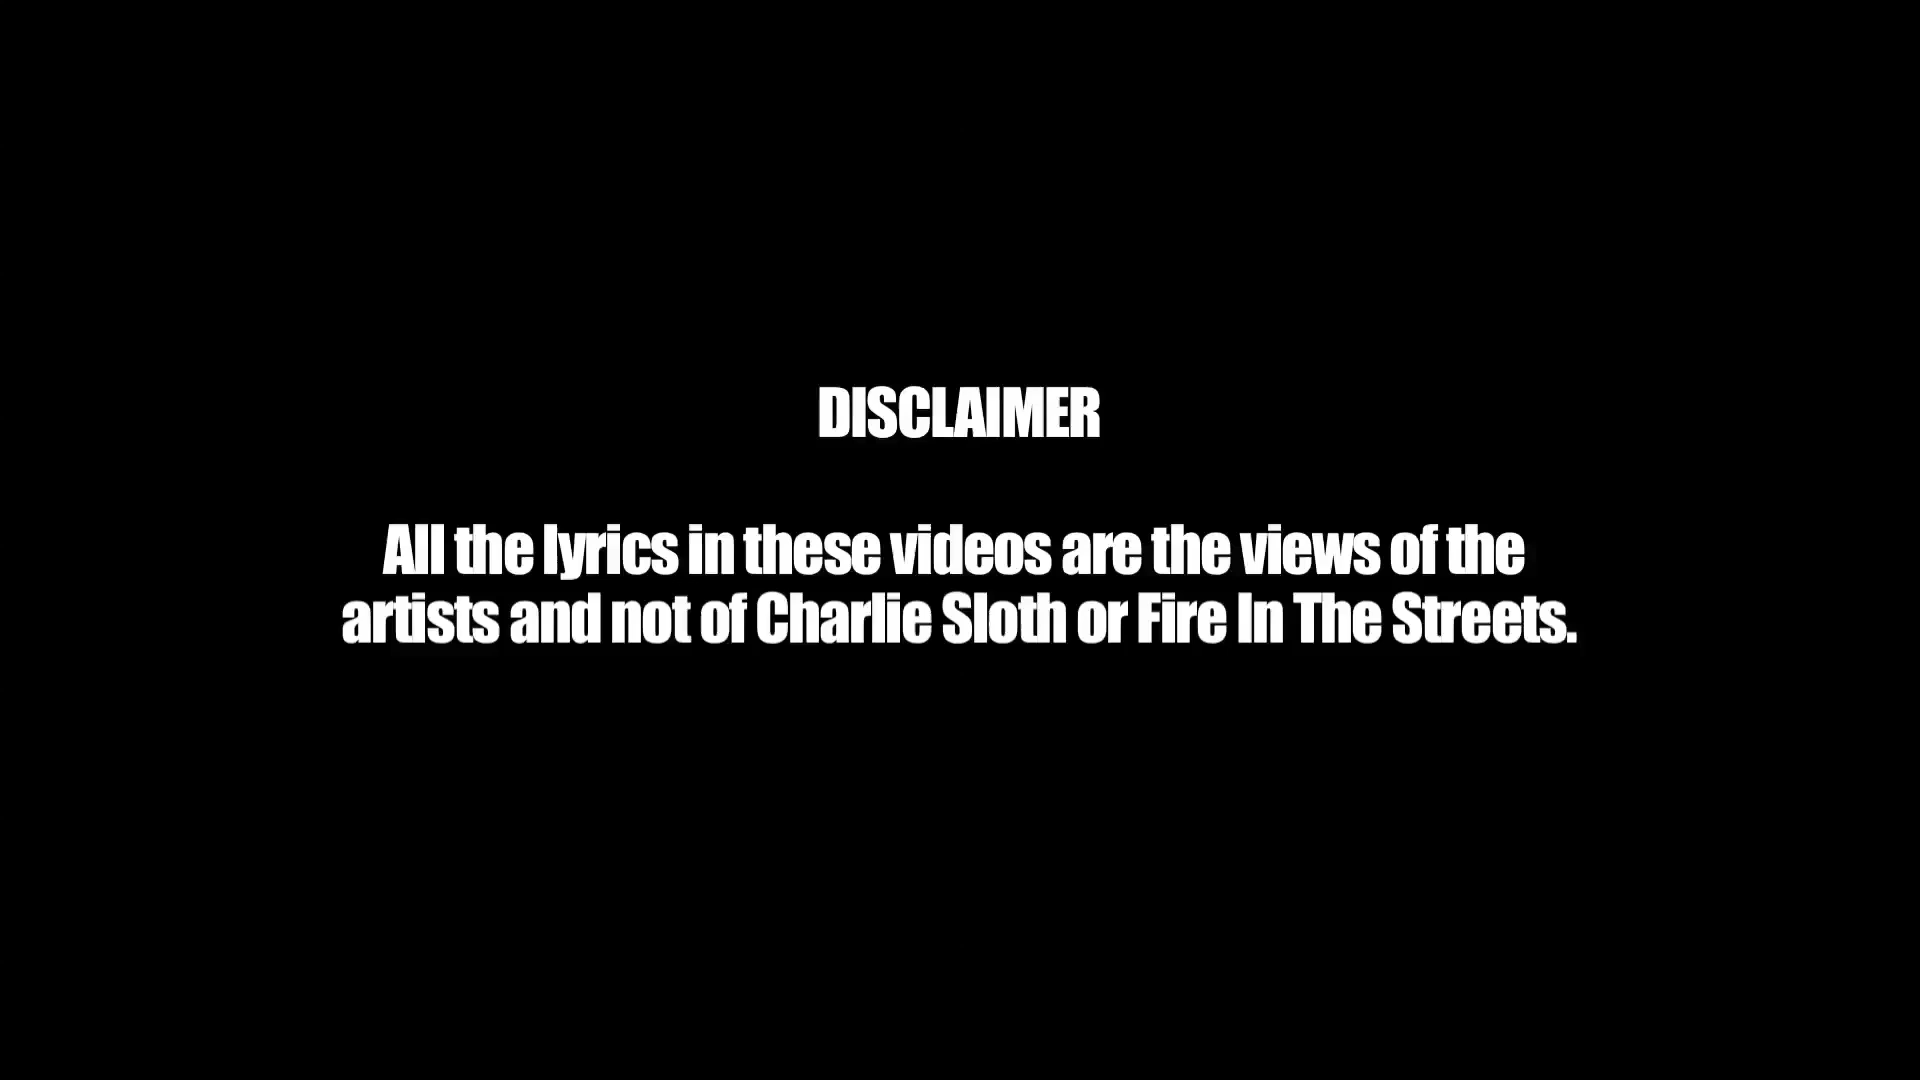 DISCLAIMER
All the lyrics in these videos are the views of the
artists and not of Charlie Sloth or Fire In The Streets.